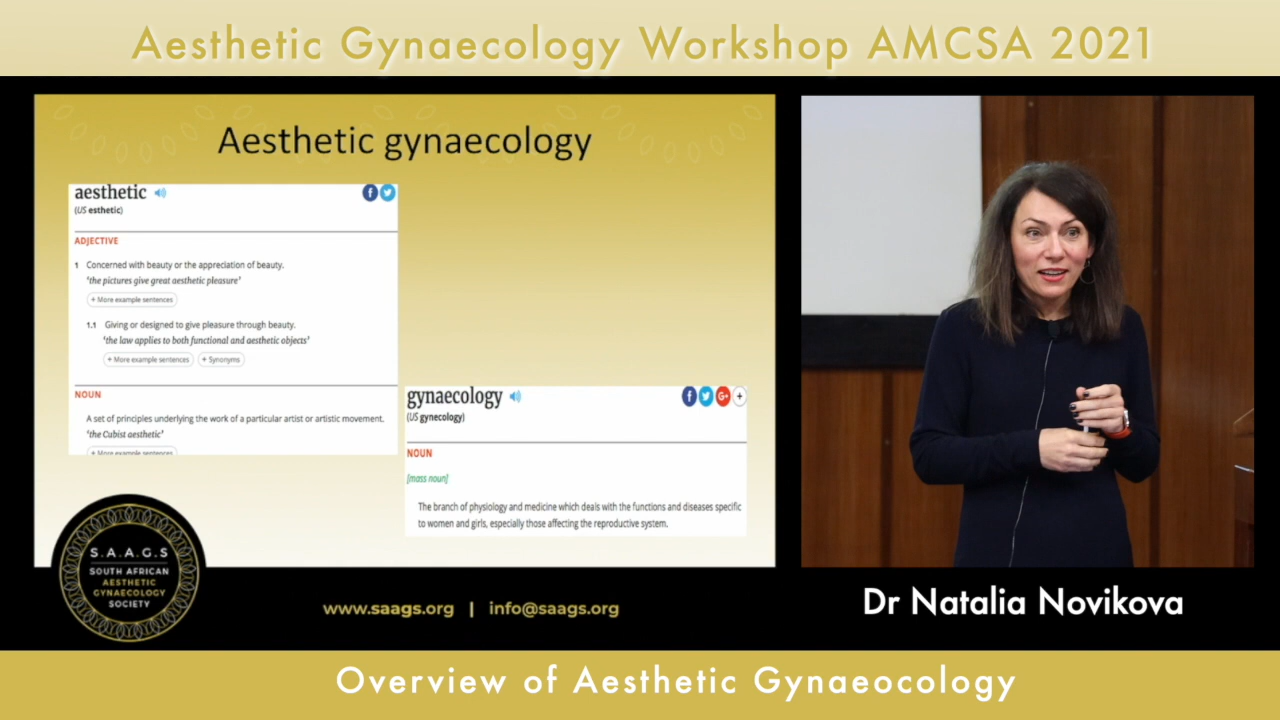 Aesthetic Gynaecology Workshop AMCSA 2021
Aesthetic gynaecology
aesthetic
(US esthetic)
ADJECTIVE
1 Concerned with beauty or the appreciation of beauty.
‘the pictures give great aesthetic pleasure’
+ More example sentences
1.1 Giving or designed to give pleasure through beauty.
‘the law applies to both functional and aesthetic objects’
+ More example sentences + Synonyms
NOUN
A set of principles underlying the work of a particular artist or artistic movement.
‘the Cubist aesthetic’
+ More example sentences
gynaecology
(US gynecology)
NOUN
[mass noun]
The branch of physiology and medicine which deals with the functions and diseases specific
to women and girls, especially those affecting the reproductive system.
S.A.A.G.S
SOUTH AFRICAN
AESTHETIC
GYNAECOLOGY
SOCIETY
www.saags.org | info@saags.org
Dr Natalia Novikova
Overview of Aesthetic Gynaeocology